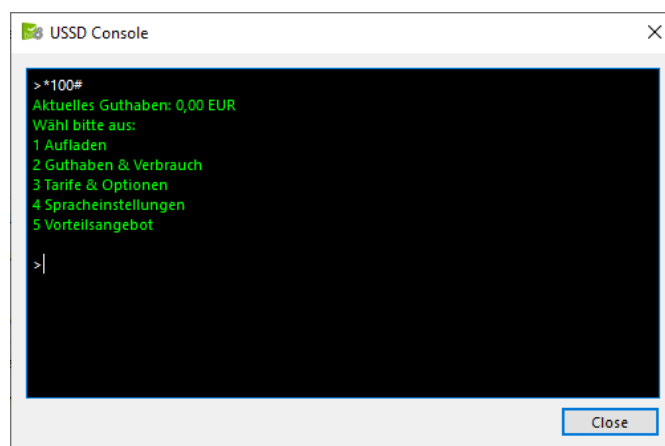 USSD Console
>*100#
Aktuelles Guthaben: 0,00 EUR
Wähl bitte aus:
1 Aufladen
2 Guthaben & Verbrauch
3 Tarife & Optionen
4 Spracheinstellungen
5 Vorteilsangebot
>
Close